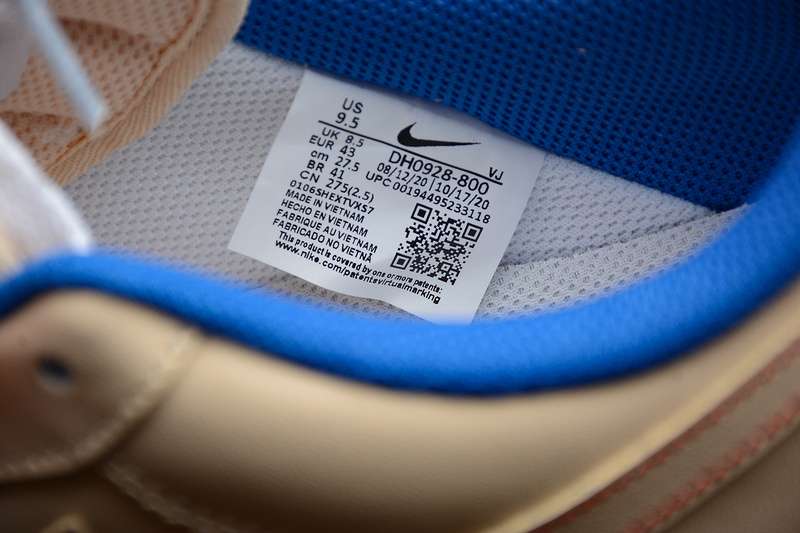 US
9.5
UK 8.5
EUR 43
cm 27.5
BR 41
CN 275(2.5)
DH0928-800 VJ
08/12/20 | 10/17/20
UPC 00194495233118
0106SHEXTVXS7
MADE IN VIETNAM
HECHO EN VIETNAM
FABRIQUE AU VIETNAM
FABRICADO NO VIETNÃ
This product is covered by one or more patents:
www.nike.com/patentsvirtualmarking